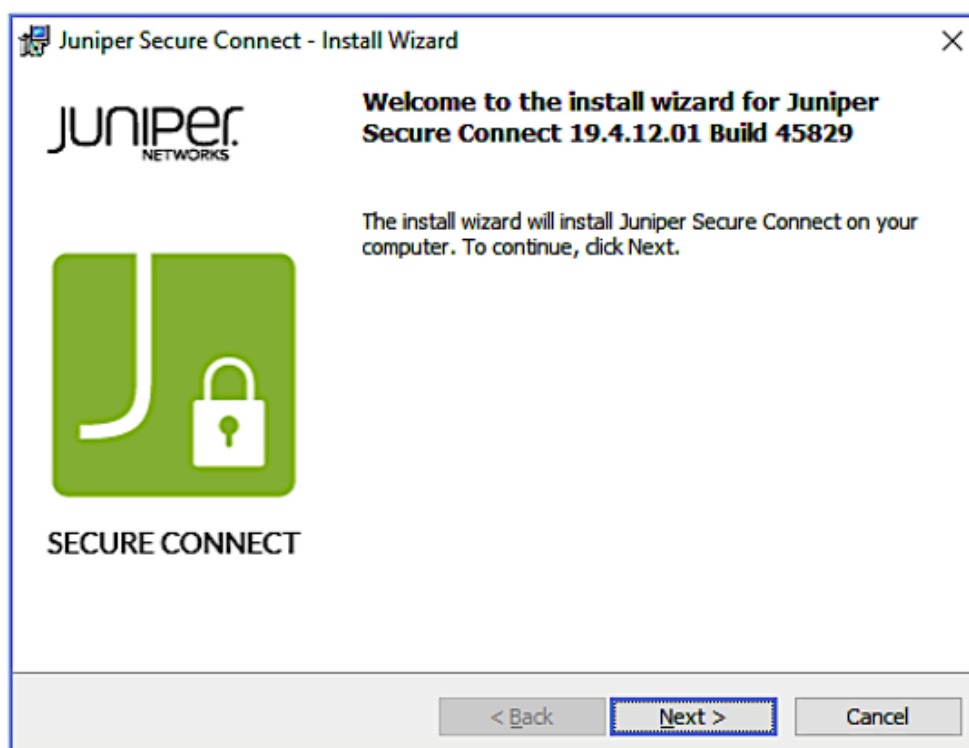 Juniper Secure Connect - Install Wizard
JUNIPER
NETWORKS
Welcome to the install wizard for Juniper
Secure Connect 19.4.12.01 Build 45829
The install wizard will install Juniper Secure Connect on your
computer. To continue, click Next.
SECURE CONNECT
< Back
Next >
Cancel